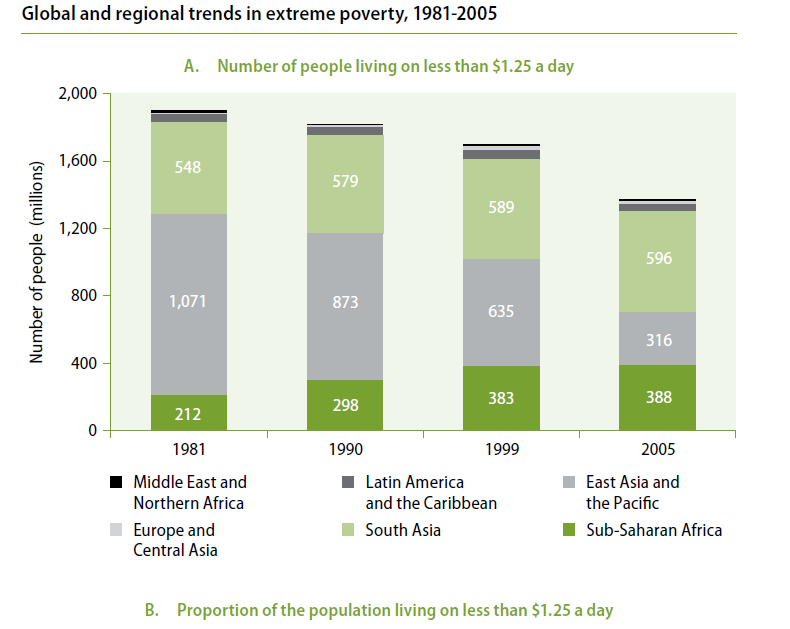 Global and regional trends in extreme poverty, 1981-2005
A. Number of people living on less than $1.25 a day
Number of people (millions)
2,000
1,600
1,200
800
400
0
548
1,071
212
579
873
298
589
635
383
596
316
388
1981
1990
1999
2005
Middle East and
Northern Africa
Latin America
and the Caribbean
East Asia and
the Pacific
Europe and
Central Asia
South Asia
Sub-Saharan Africa
B. Proportion of the population living on less than $1.25 a day